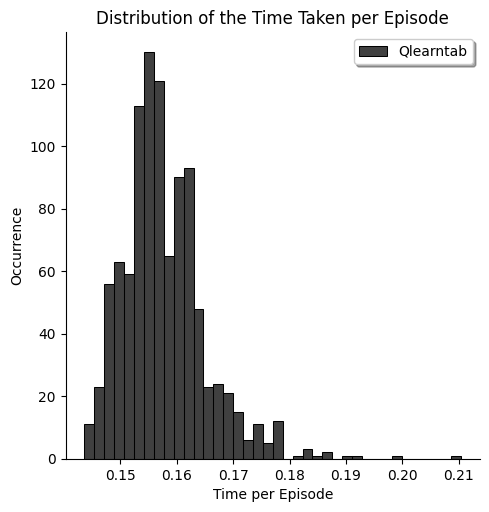 Distribution of the Time Taken per Episode
Qlearntab
120
100
80
60
40
20
0
Occurrence
0.15 0.16 0.17 0.18 0.19 0.20 0.21
Time per Episode